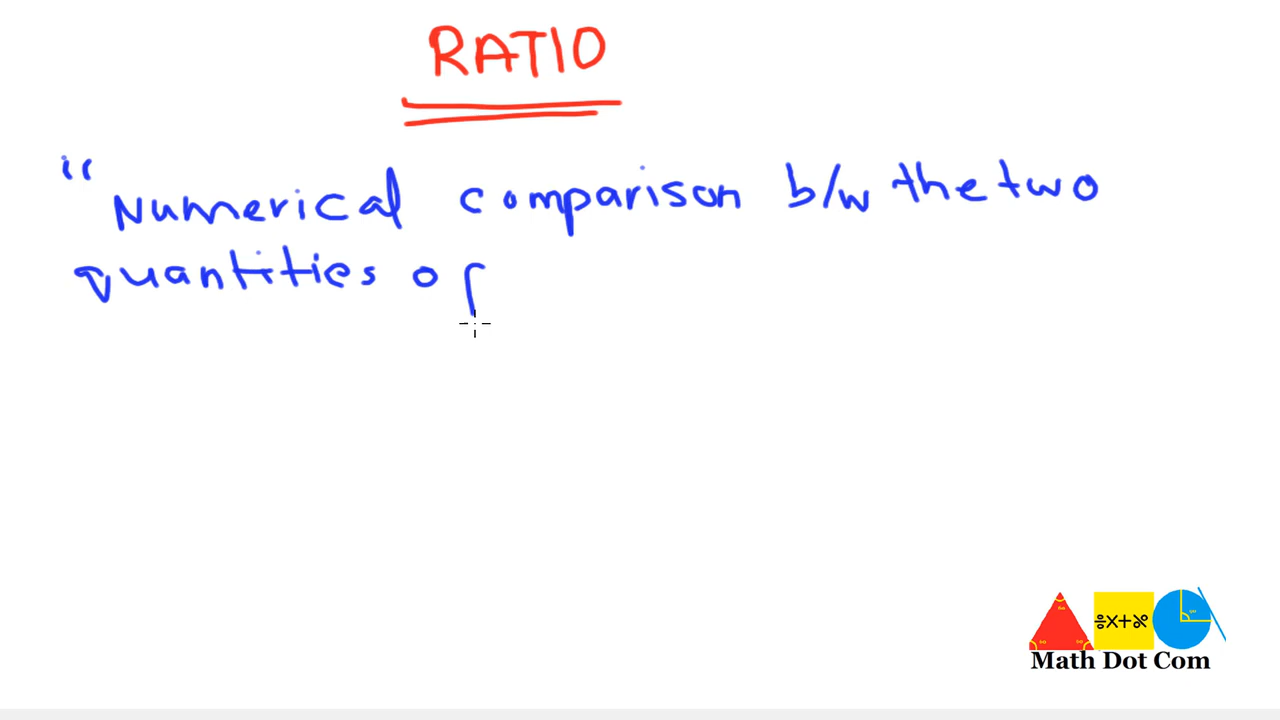 RATIO
“ Numerical comparison b/w the two
quantities of
÷x+%
Math Dot Com